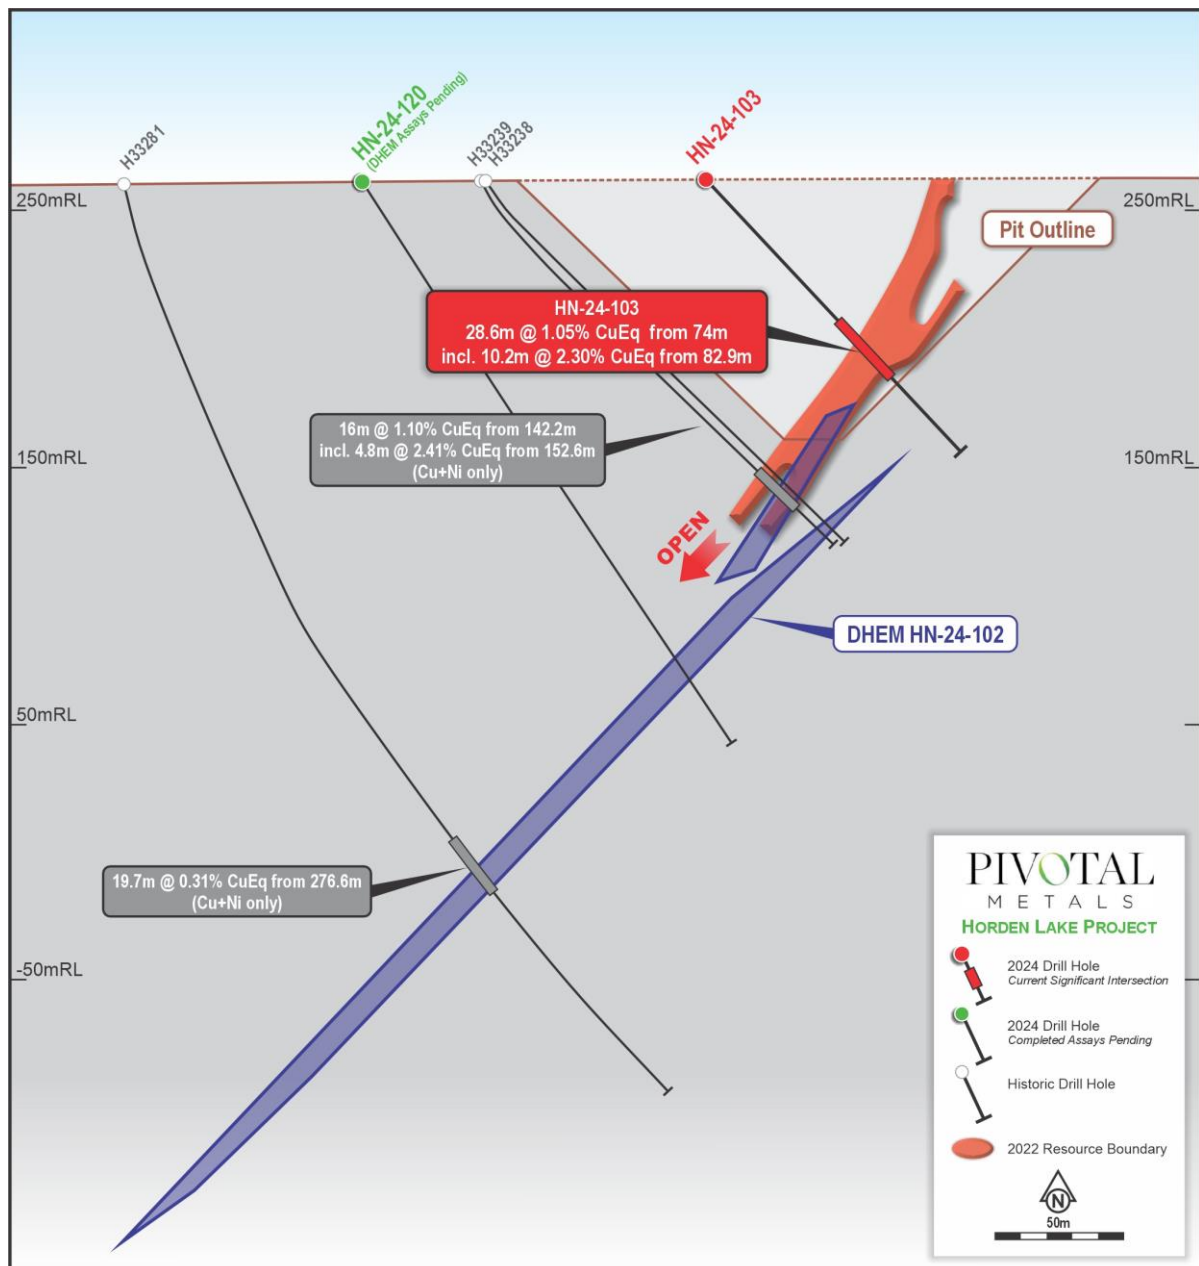 H33281
HN-24-120
(DHEM Assays Pending)
H33239
H33238
HN-24-103
250mRL
250mRL
Pit Outline
HN-24-103
28.6m @ 1.05% CuEq from 74m
incl. 10.2m @ 2.30% CuEq from 82.9m
16m @ 1.10% CuEq from 142.2m
incl. 4.8m @ 2.41% CuEq from 152.6m
(Cu+Ni only)
150mRL
150mRL
OPEN
DHEM HN-24-102
50mRL
19.7m @ 0.31% CuEq from 276.6m
(Cu+Ni only)
-50mRL
PIVOTAL
METALS
HORDEN LAKE PROJECT
2024 Drill Hole
Current Significant Intersection
2024 Drill Hole
Completed Assays Pending
Historic Drill Hole
2022 Resource Boundary
N
50m